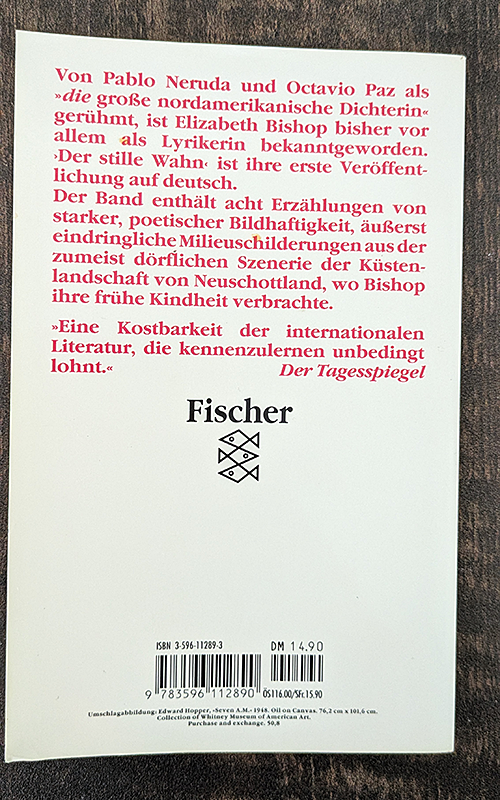 Von Pablo Neruda und Octavio Paz als
»die große nordamerikanische Dichterin«
gerühmt, ist Elizabeth Bishop bisher vor
allem als Lyrikerin bekanntgeworden.
›Der stille Wahn‹ ist ihre erste Veröffent-
lichung auf deutsch.
Der Band enthält acht Erzählungen von
starker, poetischer Bildhaftigkeit, äußerst
eindringliche Milieuschilderungen aus der
zumeist dörflichen Szenerie der Küsten-
landschaft von Neuschottland, wo Bishop
ihre frühe Kindheit verbrachte.
»Eine Kostbarkeit der internationalen
Literatur, die kennenzulernen unbedingt
lohnt.« Der Tagesspiegel
Fischer
ISBN 3-596-11289-3 DM 14.90
9 783596 112890 ÖS116.00/SFr.15.90
Umschlagabbildung: Edward Hopper, »Seven A.M.« 1948. Oil on Canvas. 76,2 cm x 101,6 cm.
Collection of Whitney Museum of American Art.
Purchase and exchange. 50,8